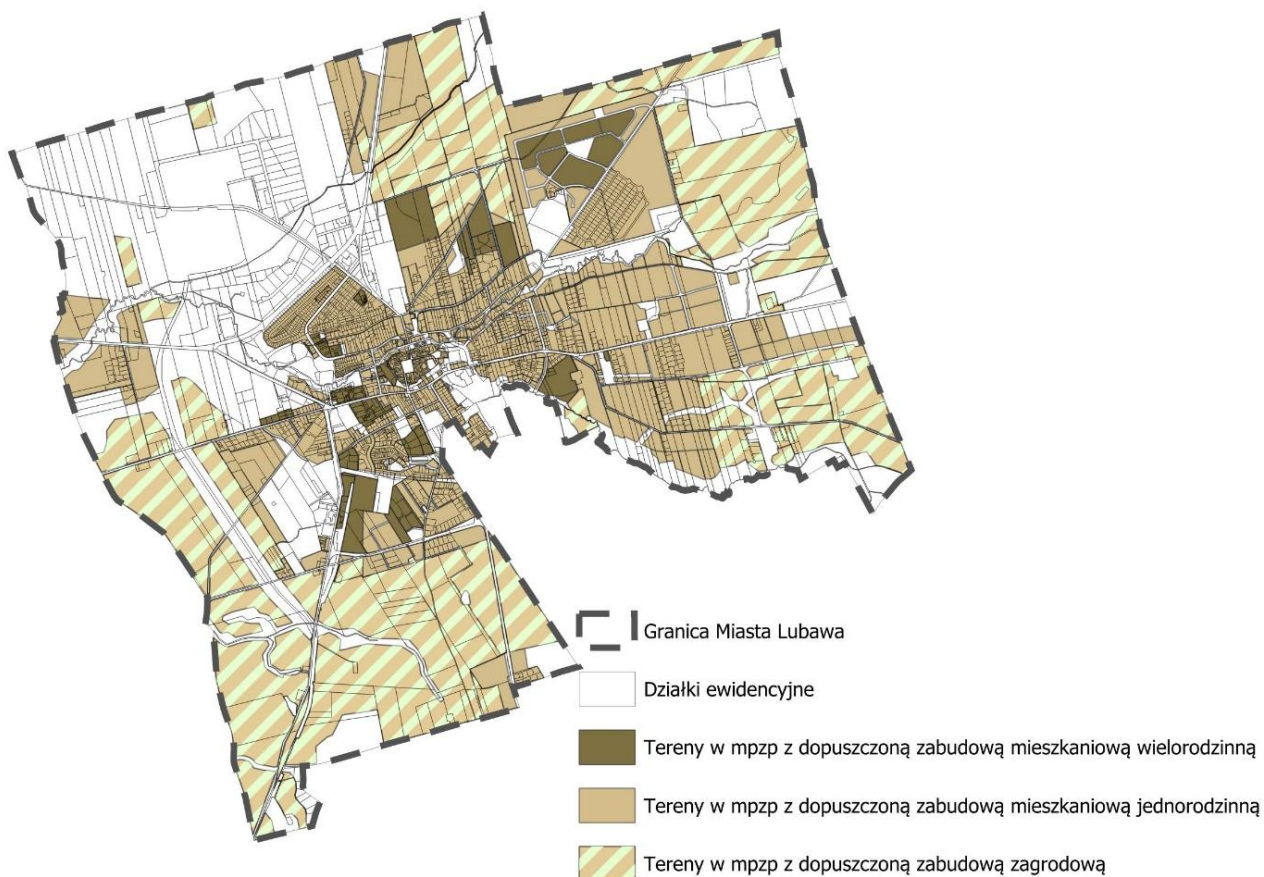 Granica Miasta Lubawa
Działki ewidencyjne
Tereny w mpzp z dopuszczoną zabudową mieszkaniową wielorodzinną
Tereny w mpzp z dopuszczoną zabudową mieszkaniową jednorodzinną
Tereny w mpzp z dopuszczoną zabudową zagrodową